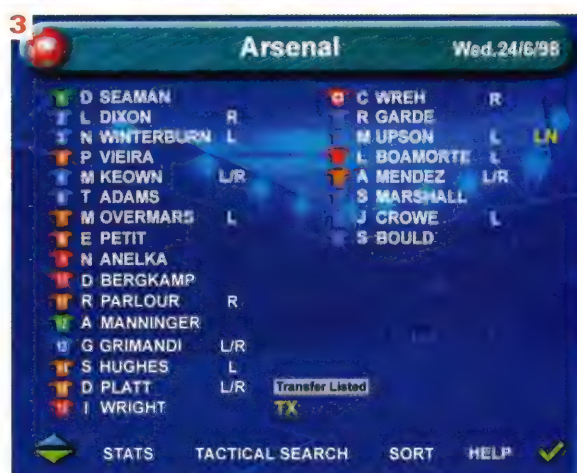 3
Arsenal Wed.24/6/98
D SEAMAN
L DIXON R
N WINTERBURN L
P VIEIRA
M KEOWN L/R
T ADAMS
M OVERMARS L
E PETIT
N ANELKA
D BERGKAMP
R PARLOUR R
A MANNINGER
G GRIMANDI L/R
S HUGHES L
D PLATT L/R Transfer Listed
I WRIGHT TX
C WREH R
R GARDE
M UPSON L LN
L BOAMORTE L
A MENDEZ L/R
S MARSHALL
J CROWE L
S BOULD
STATS TACTICAL SEARCH SORT HELP